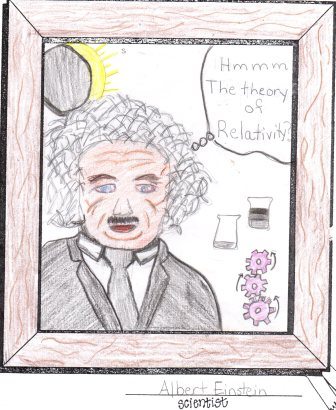 Hmmm
The theory
of
Relativity?
Albert Einstein
scientist